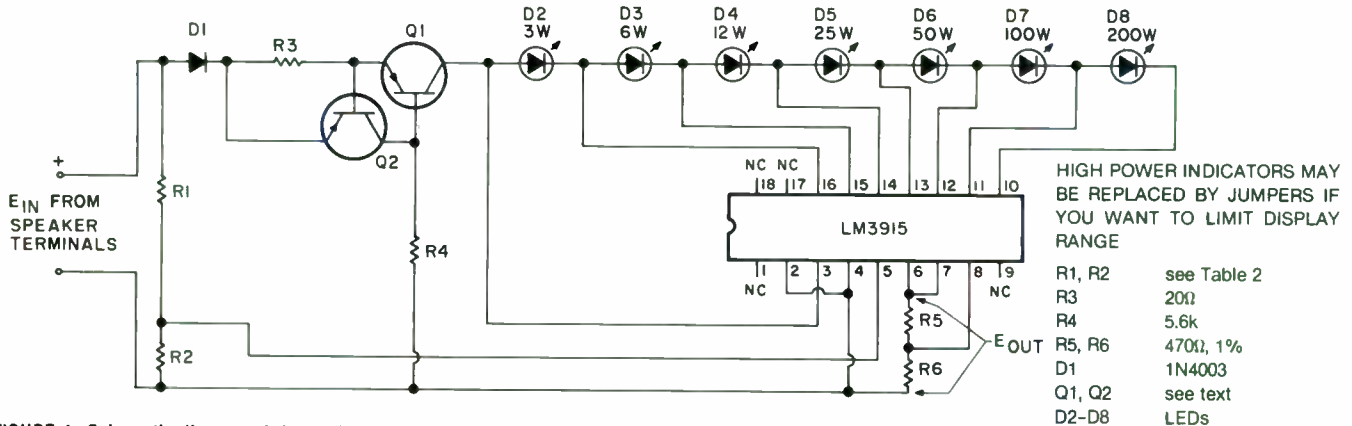 D1
R3
Q1
Q2
D2
3W
D3
6W
D4
12W
D5
25W
D6
50W
D7
100W
D8
200W
+
EIN FROM
SPEAKER
TERMINALS
R1
R2
R4
NC NC
18 17 16 15 14 13 12 11 10
LM3915
1 2 3 4 5 6 7 8 9
NC
NC
R5
R6
EOUT
HIGH POWER INDICATORS MAY
BE REPLACED BY JUMPERS IF
YOU WANT TO LIMIT DISPLAY
RANGE
R1, R2 see Table 2
R3 20Ω
R4 5.6k
R5, R6 470Ω, 1%
D1 1N4003
Q1, Q2 see text
D2–D8 LEDs